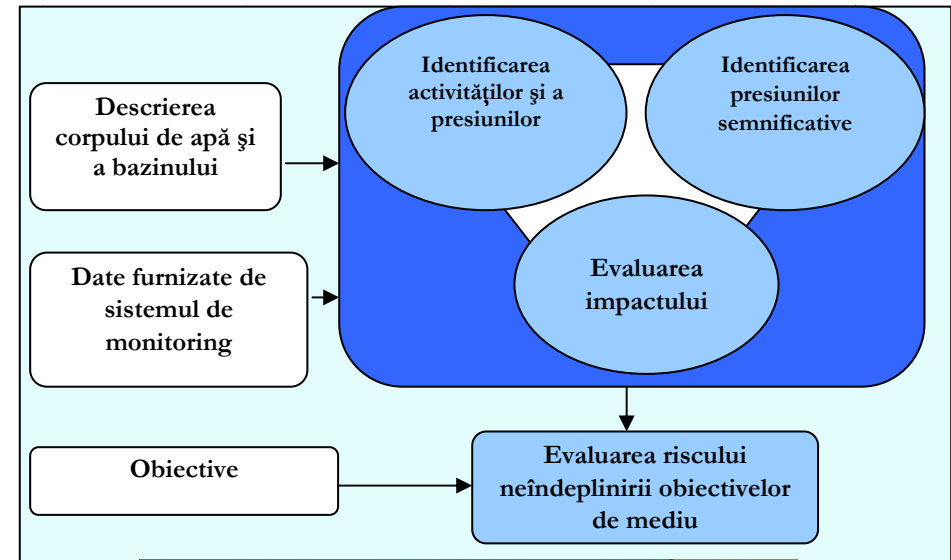 Descrierea
corpului de apă şi
a bazinului
Identificarea
activităţilor şi a
presiunilor
Identificarea
presiunilor
semnificative
Date furnizate de
sistemul de
monitoring
Evaluarea
impactului
Obiective
Evaluarea riscului
neîndeplinirii obiectivelor
de mediu